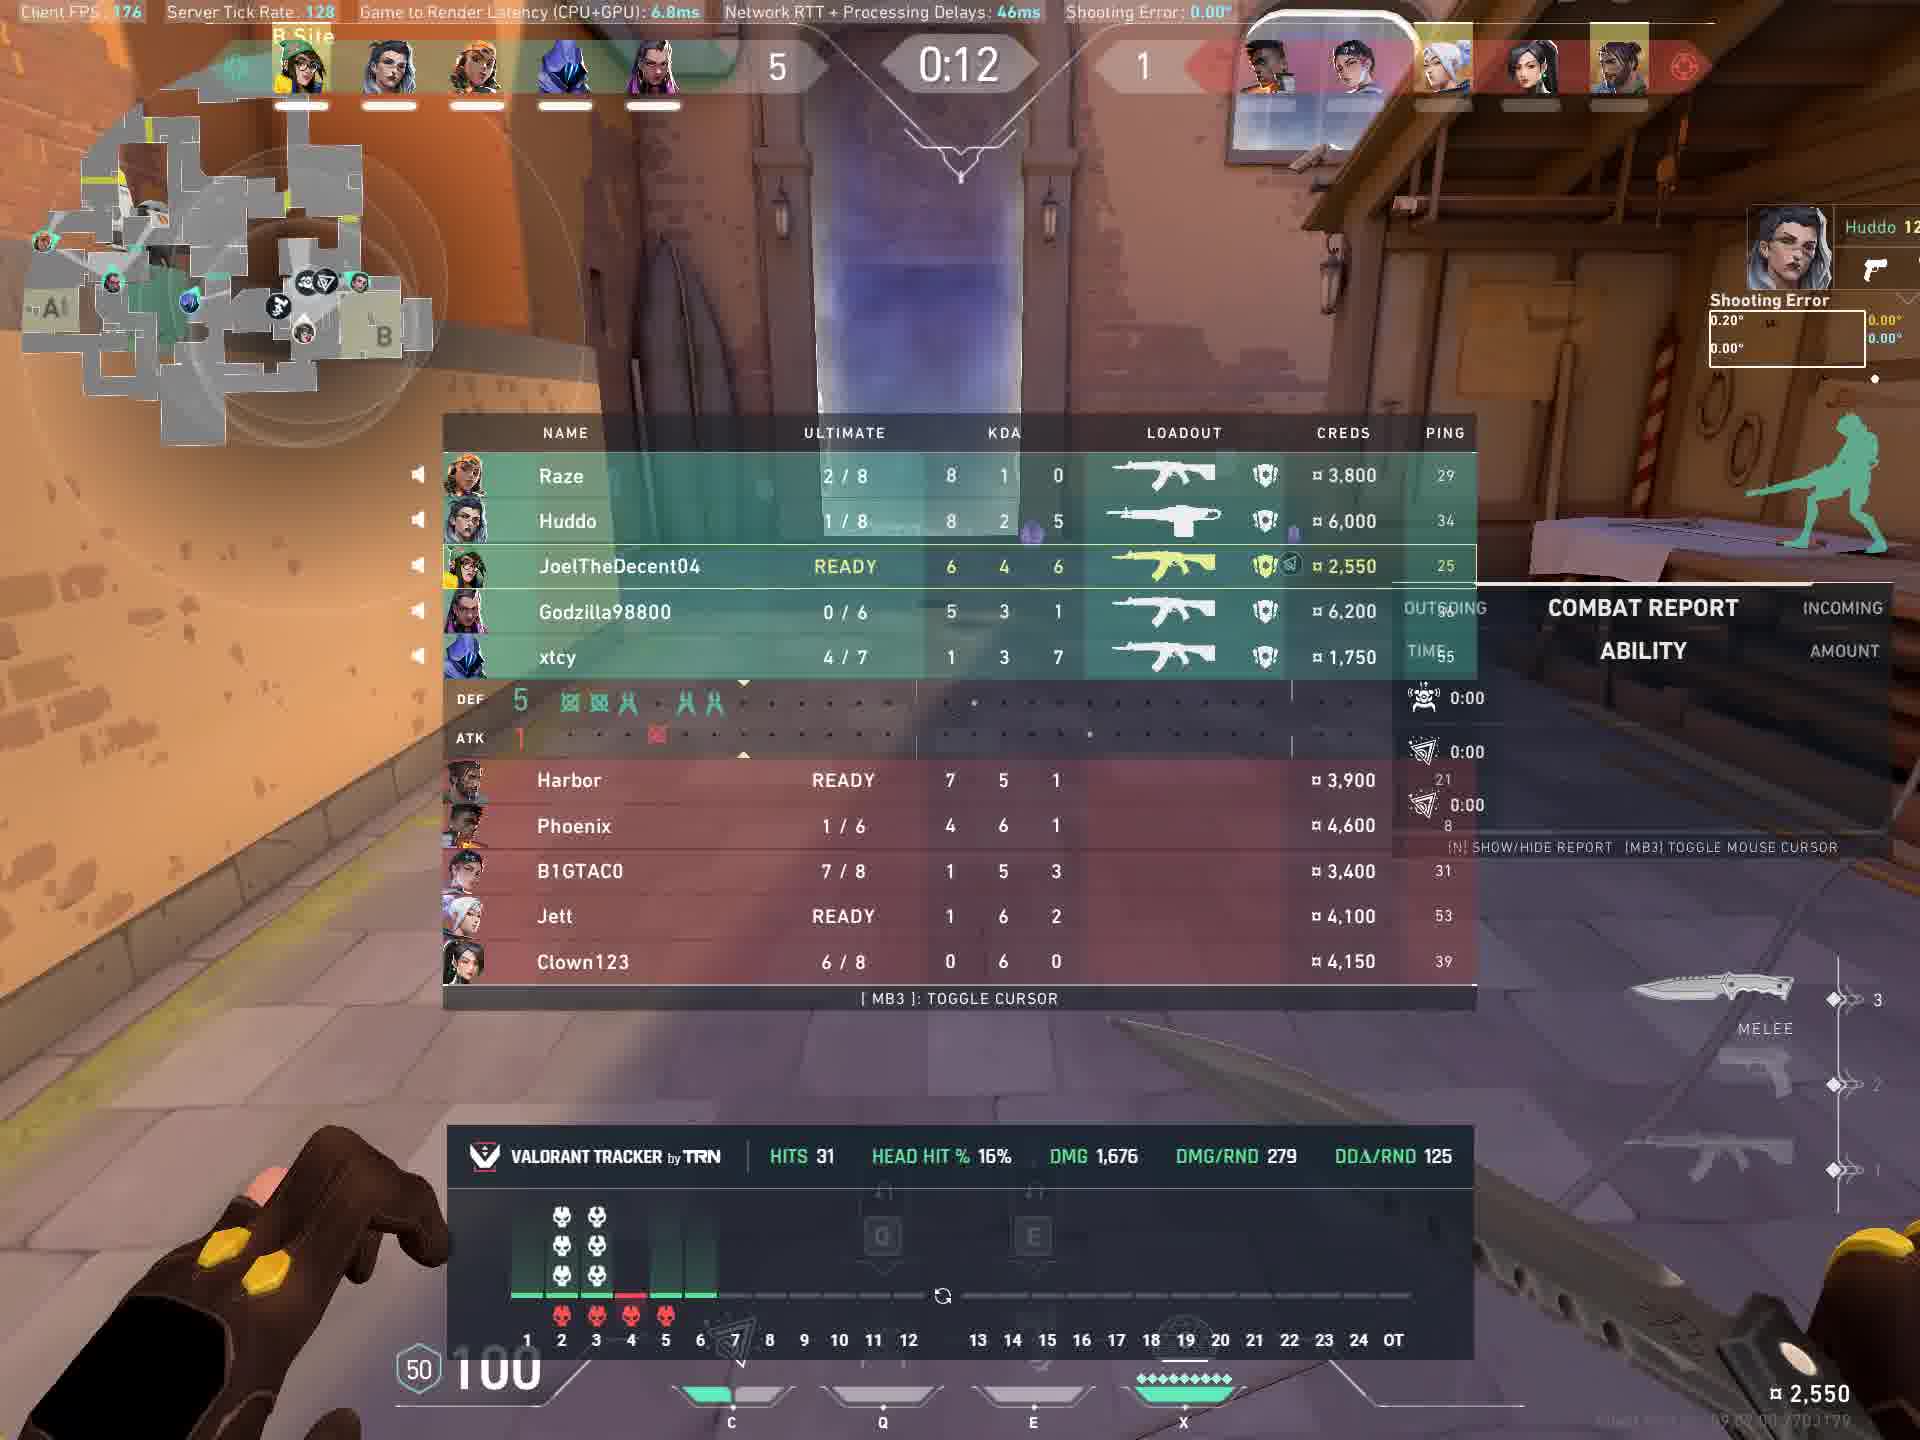 Client FPS: 176 Server Tick Rate: 128 Game to Render Latency (CPU+GPU): 6.8ms Network RTT + Processing Delays: 46ms Shooting Error: 0.00°
B Site
5 0:12 1
A
B
Huddo 12
Shooting Error
0.20° 0.00°
0.00° 0.00°
NAME ULTIMATE KDA LOADOUT CREDS PING
Raze 2 / 8 8 1 0 ¤ 3,800 29
Huddo 1 / 8 8 2 5 ¤ 6,000 34
JoelTheDecent04 READY 6 4 6 ¤ 2,550 25
Godzilla98800 0 / 6 5 3 1 ¤ 6,200
xtcy 4 / 7 1 3 7 ¤ 1,750 55
OUTGOING COMBAT REPORT INCOMING
TIME ABILITY AMOUNT
0:00
0:00
0:00
[N] SHOW/HIDE REPORT [MB3] TOGGLE MOUSE CURSOR
DEF 5
ATK 1
Harbor READY 7 5 1 ¤ 3,900 21
Phoenix 1 / 6 4 6 1 ¤ 4,600 8
B1GTAC0 7 / 8 1 5 3 ¤ 3,400 31
Jett READY 1 6 2 ¤ 4,100 53
Clown123 6 / 8 0 6 0 ¤ 4,150 39
[ MB3 ]: TOGGLE CURSOR
3
MELEE
2
1
VALORANT TRACKER by TRN HITS 31 HEAD HIT % 16% DMG 1,676 DMG/RND 279 DDΔ/RND 125
Q E
1 2 3 4 5 6 7 8 9 10 11 12 13 14 15 16 17 18 19 20 21 22 23 24 OT
50 100
C Q E X
¤ 2,550